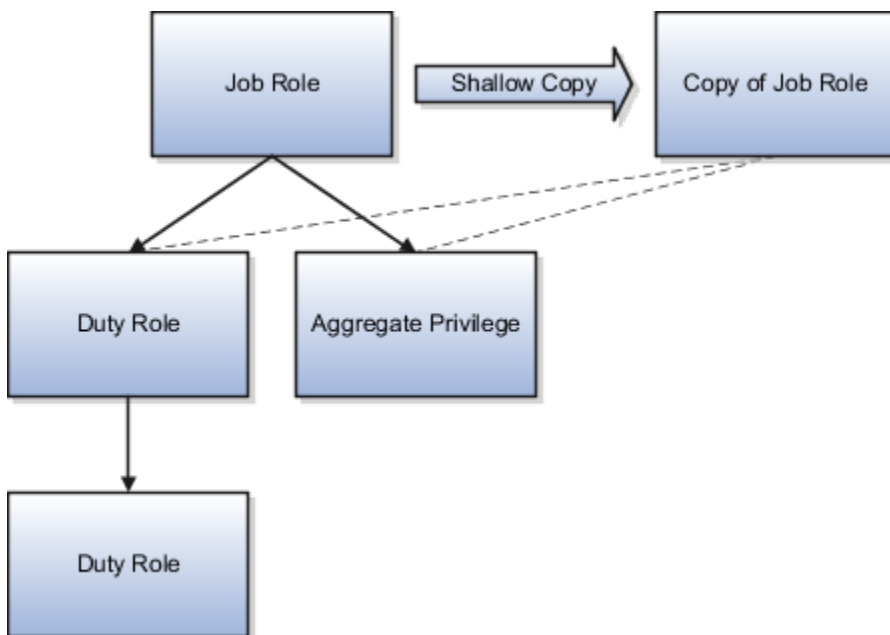 Job Role
Shallow Copy
Copy of Job Role
Duty Role
Aggregate Privilege
Duty Role